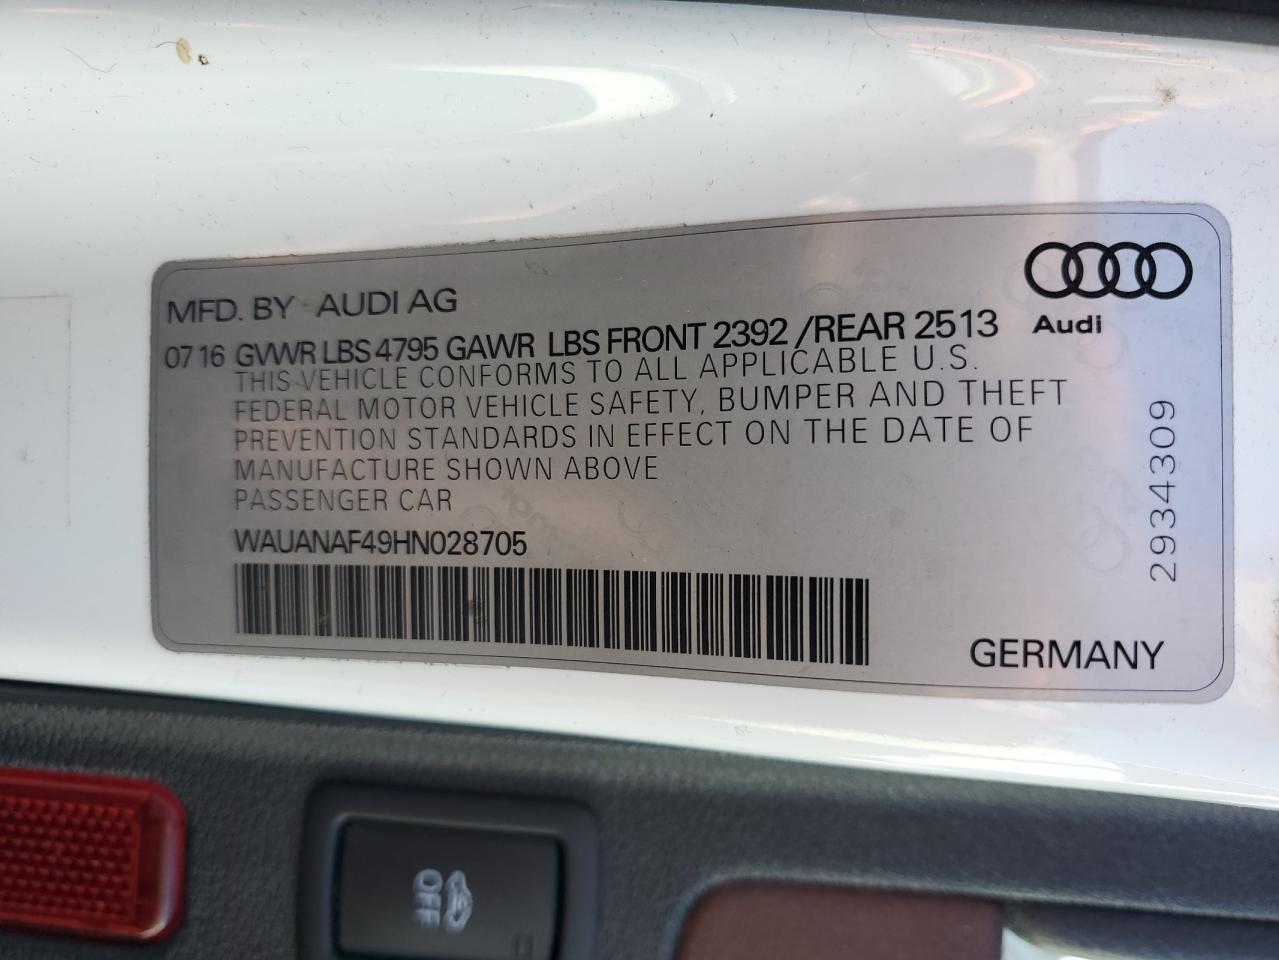 MFD. BY AUDI AG
Audi
07 16 GVWR LBS 4795 GAWR LBS FRONT 2392 /REAR 2513
THIS VEHICLE CONFORMS TO ALL APPLICABLE U.S.
FEDERAL MOTOR VEHICLE SAFETY, BUMPER AND THEFT
PREVENTION STANDARDS IN EFFECT ON THE DATE OF
MANUFACTURE SHOWN ABOVE
PASSENGER CAR
WAUANAF49HN028705
2934309
GERMANY
OFF